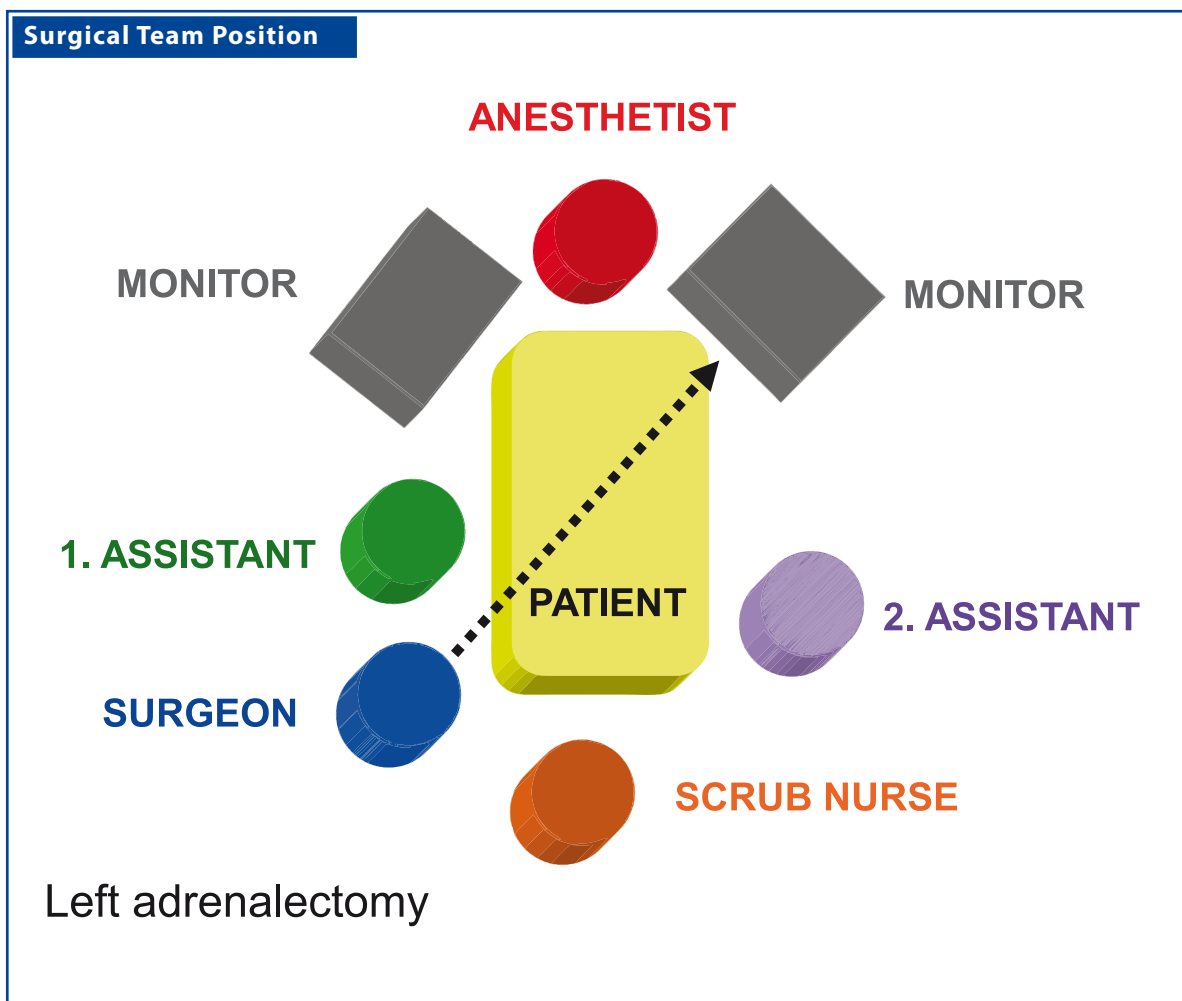 Surgical Team Position
ANESTHETIST
MONITOR
MONITOR
1. ASSISTANT
PATIENT
2. ASSISTANT
SURGEON
SCRUB NURSE
Left adrenalectomy